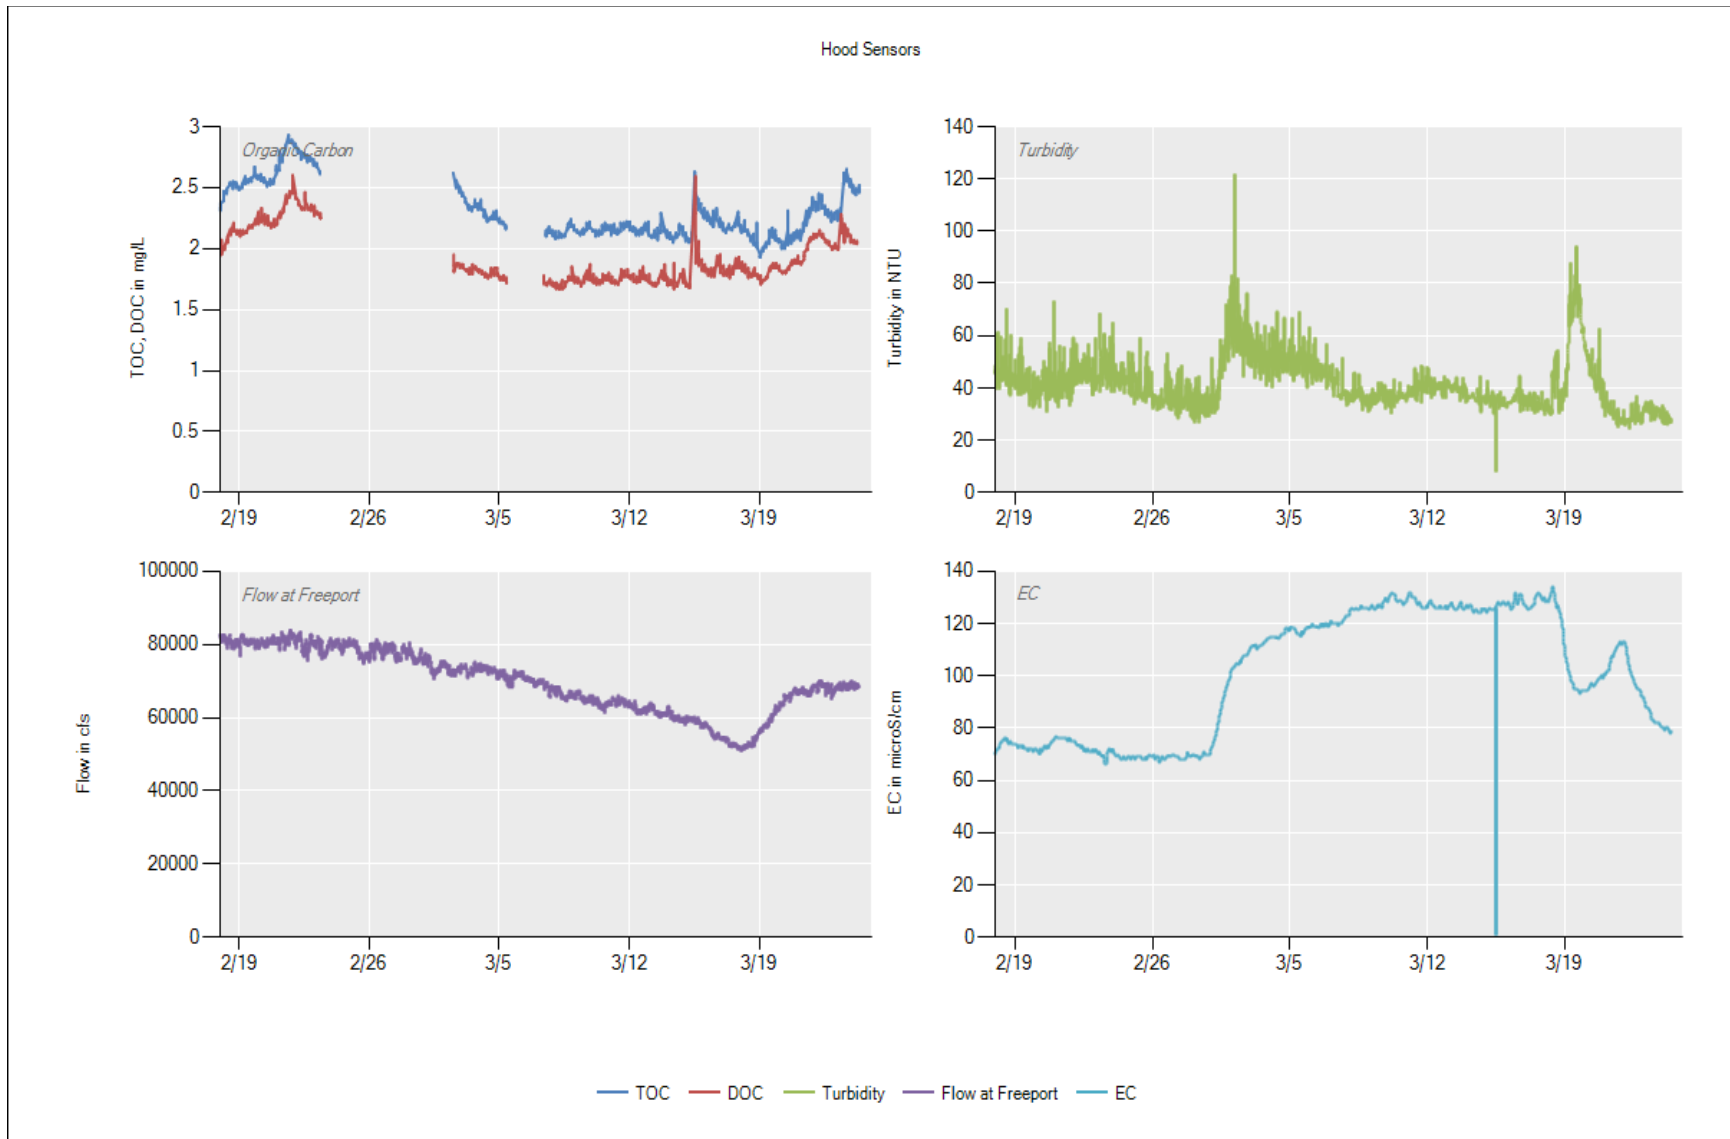 Hood Sensors
Organic Carbon
TOC, DOC in mg/L
3
2.5
2
1.5
1
0.5
0
2/19 2/26 3/5 3/12 3/19
Turbidity
Turbidity in NTU
140
120
100
80
60
40
20
0
2/19 2/26 3/5 3/12 3/19
Flow at Freeport
Flow in cfs
100000
80000
60000
40000
20000
0
2/19 2/26 3/5 3/12 3/19
EC
EC in microS/cm
140
120
100
80
60
40
20
0
2/19 2/26 3/5 3/12 3/19
TOC DOC Turbidity Flow at Freeport EC